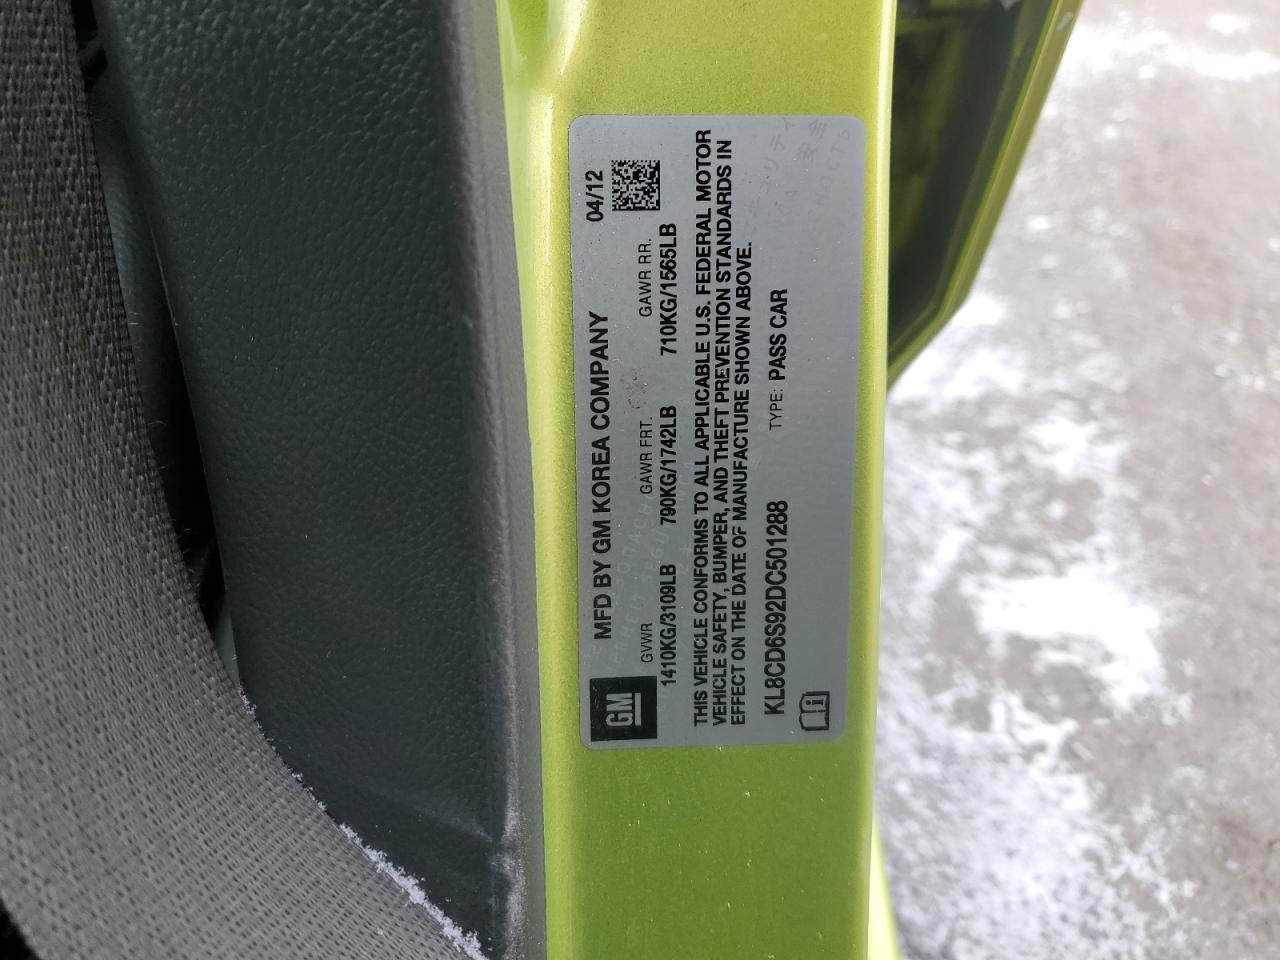 GM
MFD BY GM KOREA COMPANY 04/12
GVWR GAWR FRT. GAWR RR.
1410KG/3109LB 790KG/1742LB 710KG/1565LB
THIS VEHICLE CONFORMS TO ALL APPLICABLE U.S. FEDERAL MOTOR
VEHICLE SAFETY, BUMPER, AND THEFT PREVENTION STANDARDS IN
EFFECT ON THE DATE OF MANUFACTURE SHOWN ABOVE.
KL8CD6S92DC501288 TYPE: PASS CAR